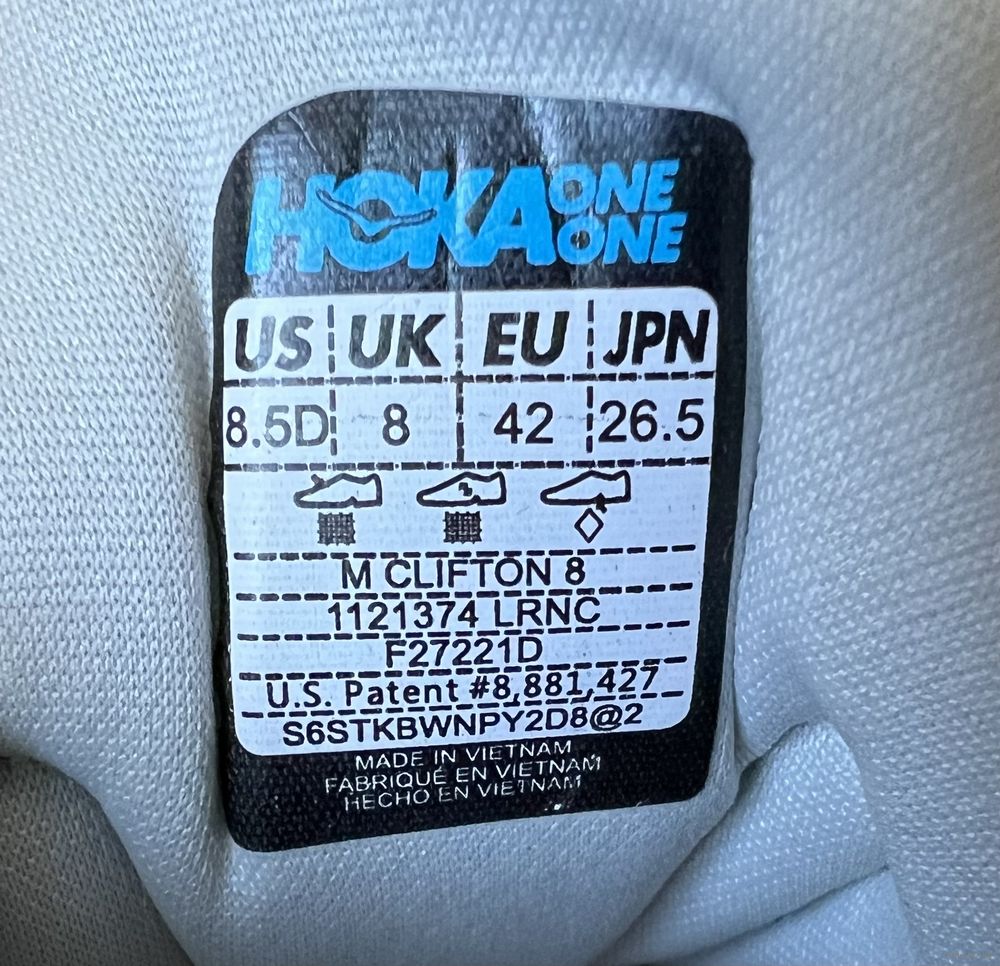 HOKA ONE ONE
US UK EU JPN
8.5D 8 42 26.5
M CLIFTON 8
1121374 LRNC
F27221D
U.S. Patent #8,881,427
S6STKBWNPY2D8@2
MADE IN VIETNAM
FABRIQUÉ EN VIETNAM
HECHO EN VIETNAM